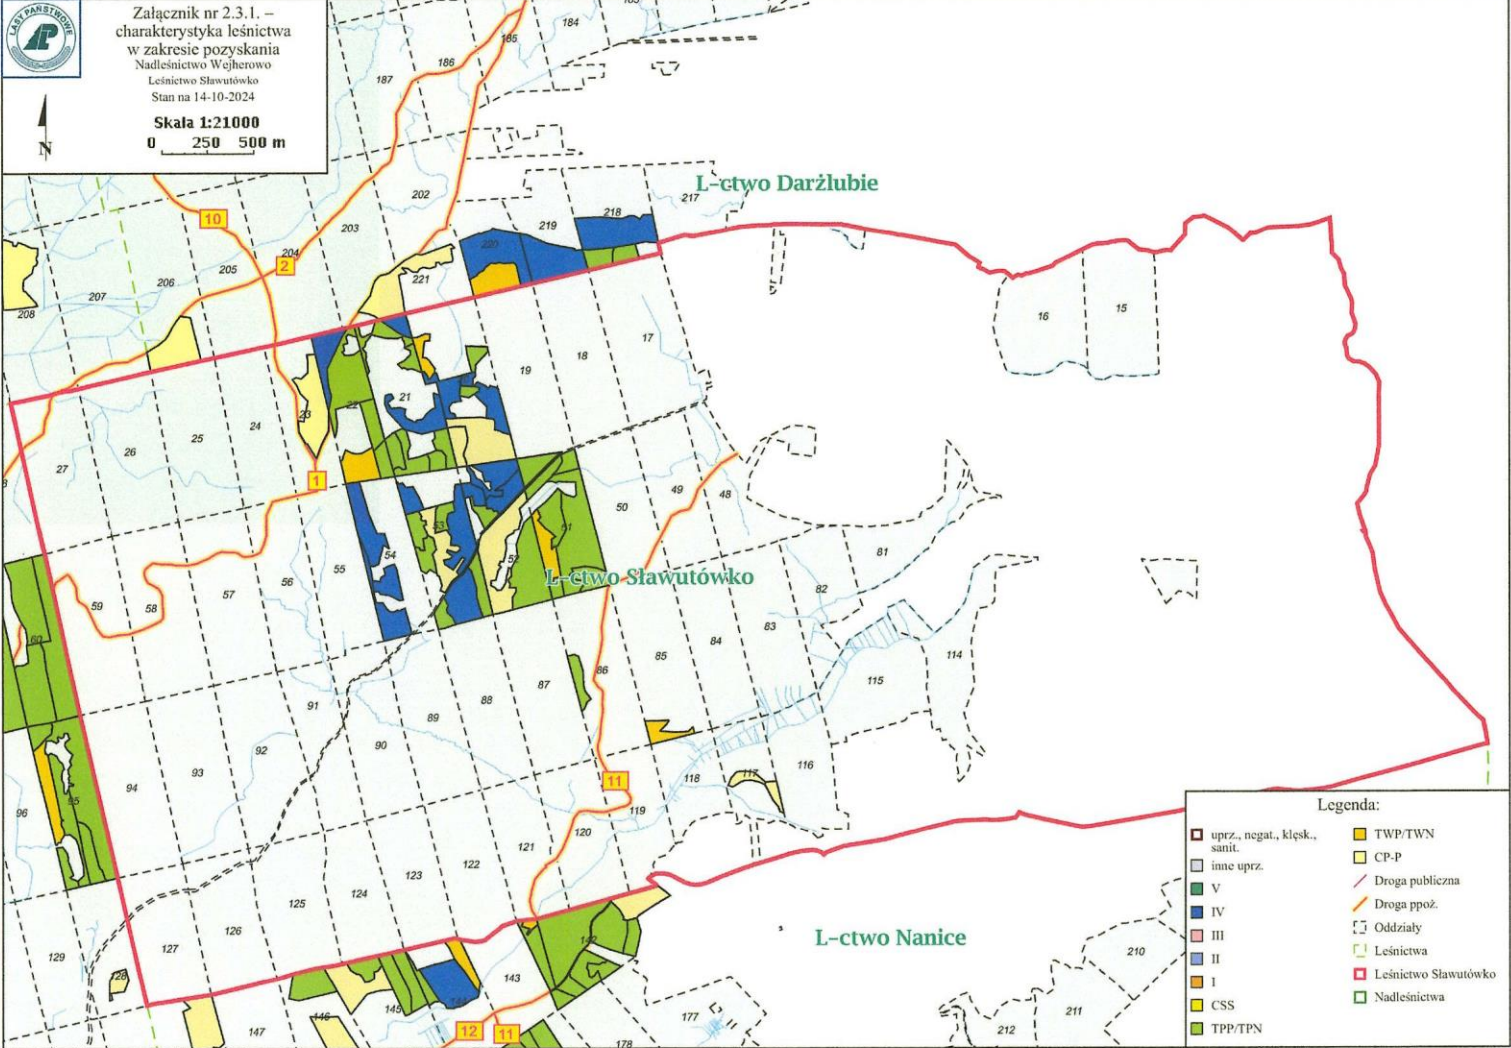 LASY PAŃSTWOWE
Załącznik nr 2.3.1. –
charakterystyka leśnictwa
w zakresie pozyskania
Nadleśnictwo Wejherowo
Leśnictwo Sławutówko
Stan na 14-10-2024
Skala 1:21000
0 250 500 m
N
184
185
186
187
202
203
204
205
206
207
208
10
2
L-ctwo Darżlubie
217
218
219
220
221
15
16
17
18
19
21
22
23
24
25
26
27
1
48
49
50
51
52
53
54
55
56
57
58
59
60
L-ctwo Sławutówko
81
82
83
84
85
86
87
88
89
90
91
92
93
94
95
96
114
115
116
117
118
119
120
121
122
123
124
125
126
127
128
129
11
142
143
144
145
146
147
12
11
177
178
L-ctwo Nanice
210
211
212
Legenda:
uprz., negat., klęsk.,
sanit.
inne uprz.
V
IV
III
II
I
CSS
TPP/TPN
TWP/TWN
CP-P
Droga publiczna
Droga ppoż.
Oddziały
Leśnictwa
Leśnictwo Sławutówko
Nadleśnictwa